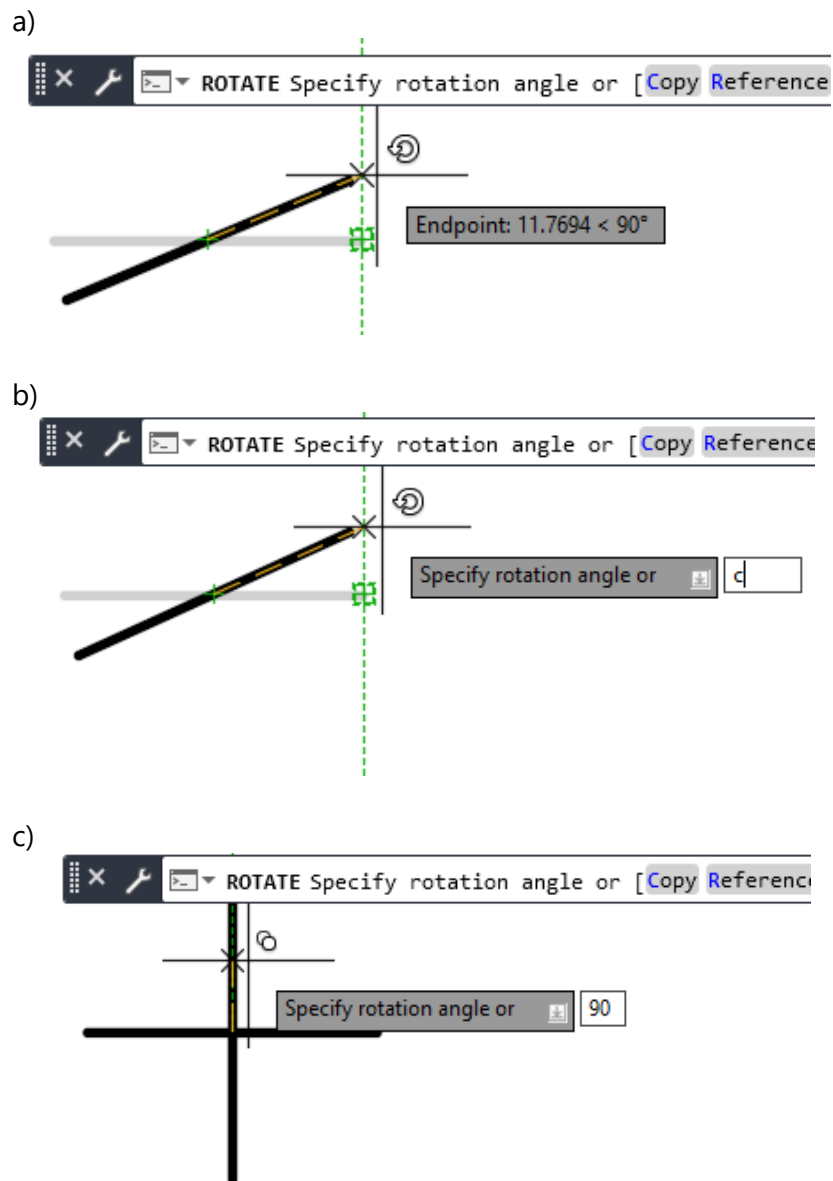 a)
ROTATE Specify rotation angle or [Copy Reference
Endpoint: 11.7694 < 90°
b)
ROTATE Specify rotation angle or [Copy Reference
Specify rotation angle or c
c)
ROTATE Specify rotation angle or [Copy Referenc
Specify rotation angle or 90